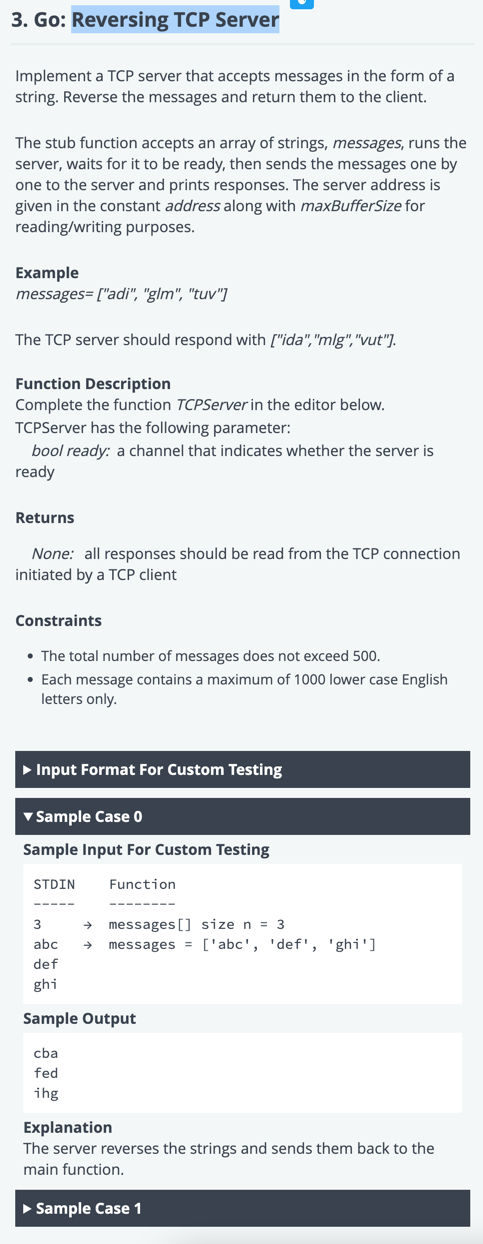 3. Go: Reversing TCP Server
Implement a TCP server that accepts messages in the form of a
string. Reverse the messages and return them to the client.
The stub function accepts an array of strings, messages, runs the
server, waits for it to be ready, then sends the messages one by
one to the server and prints responses. The server address is
given in the constant address along with maxBufferSize for
reading/writing purposes.
Example
messages= ["adi", "glm", "tuv"]
The TCP server should respond with ["ida","mlg","vut"].
Function Description
Complete the function TCPServer in the editor below.
TCPServer has the following parameter:
bool ready: a channel that indicates whether the server is
ready
Returns
None: all responses should be read from the TCP connection
initiated by a TCP client
Constraints
• The total number of messages does not exceed 500.
• Each message contains a maximum of 1000 lower case English
letters only.
▶ Input Format For Custom Testing
▼ Sample Case 0
Sample Input For Custom Testing
STDIN Function
----- --------
3 → messages[] size n = 3
abc → messages = ['abc', 'def', 'ghi']
def
ghi
Sample Output
cba
fed
ihg
Explanation
The server reverses the strings and sends them back to the
main function.
▶ Sample Case 1